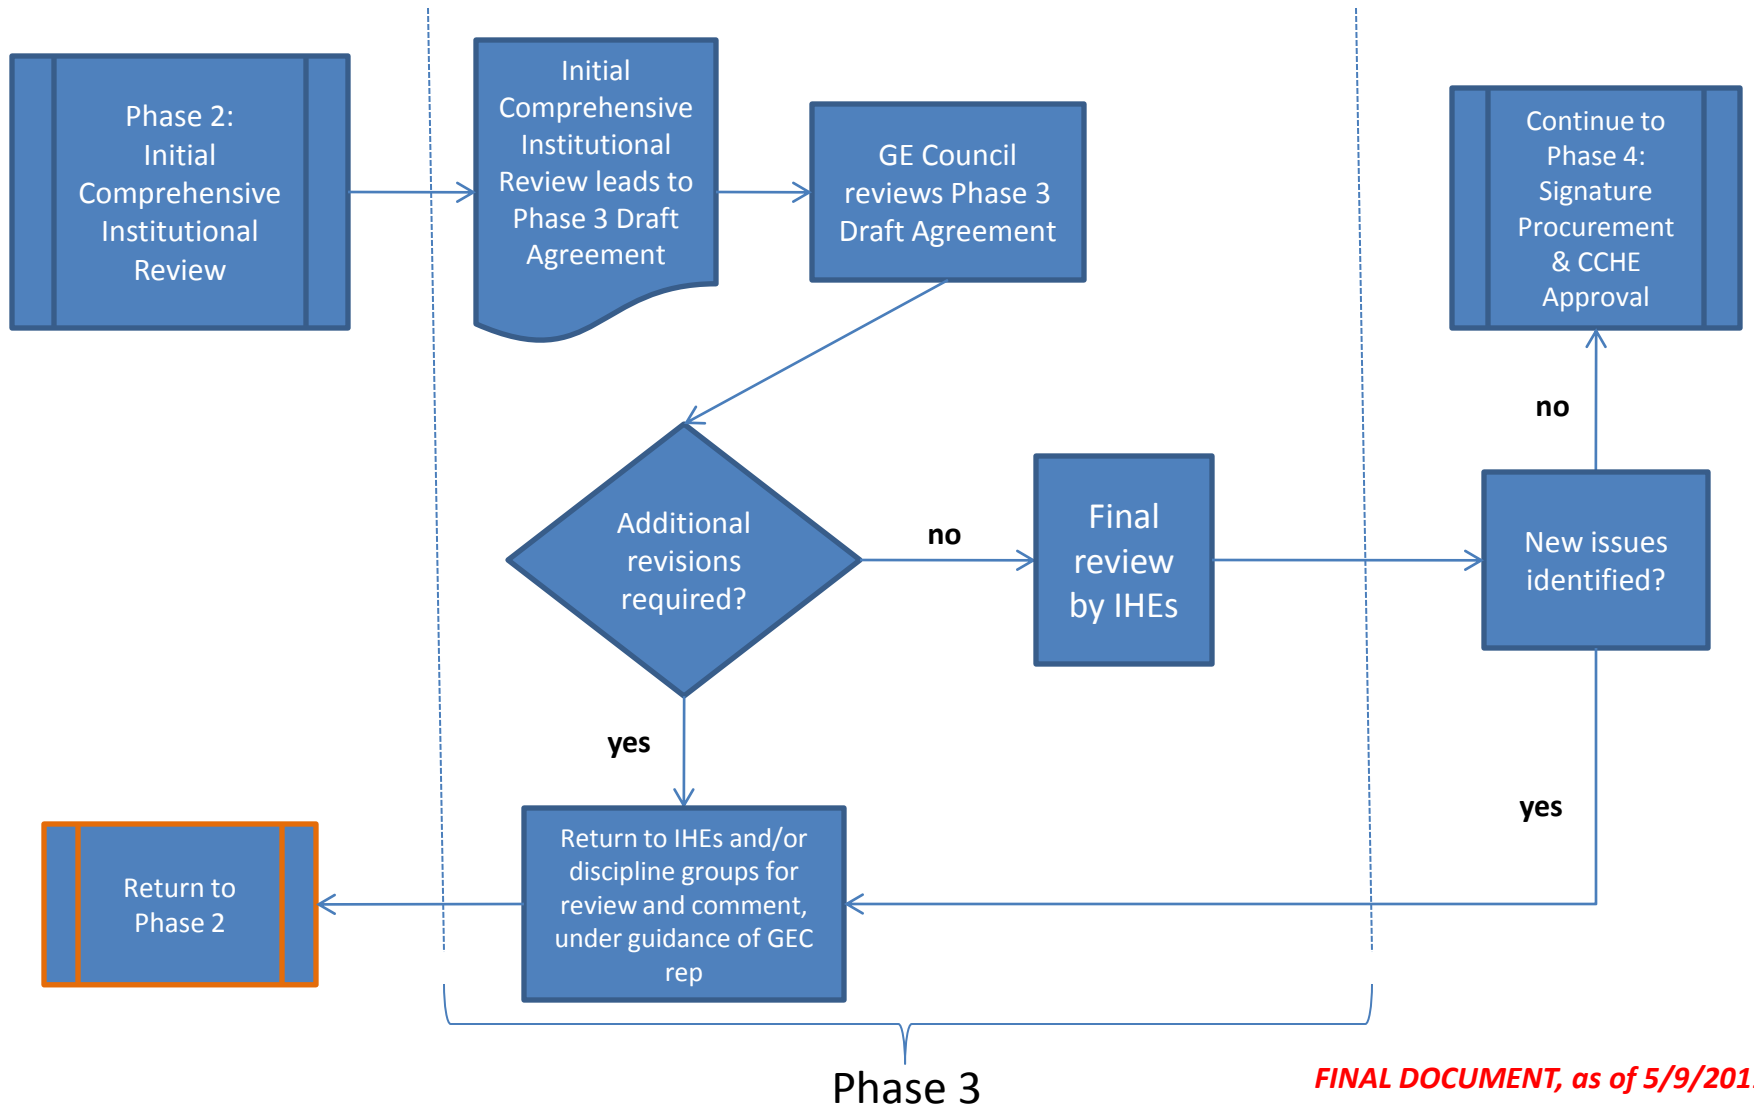 Phase 2:
Initial
Comprehensive
Institutional
Review
Initial
Comprehensive
Institutional
Review leads to
Phase 3 Draft
Agreement
GE Council
reviews Phase 3
Draft Agreement
Continue to
Phase 4:
Signature
Procurement
& CCHE
Approval
no
Additional
revisions
required?
no
Final
review
by IHEs
New issues
identified?
yes
yes
Return to
Phase 2
Return to IHEs and/or
discipline groups for
review and comment,
under guidance of GEC
rep
Phase 3
FINAL DOCUMENT, as of